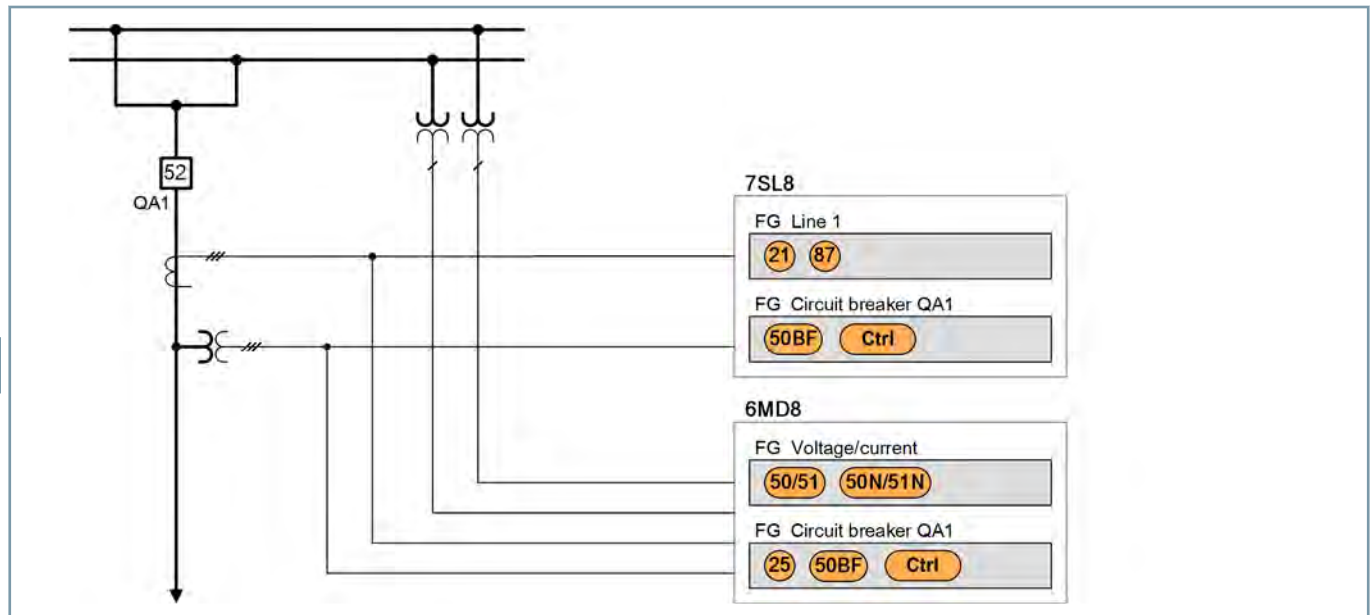 52
QA1
7SL8
FG Line 1
21 87
FG Circuit breaker QA1
50BF Ctrl
6MD8
FG Voltage/current
50/51 50N/51N
FG Circuit breaker QA1
25 50BF Ctrl